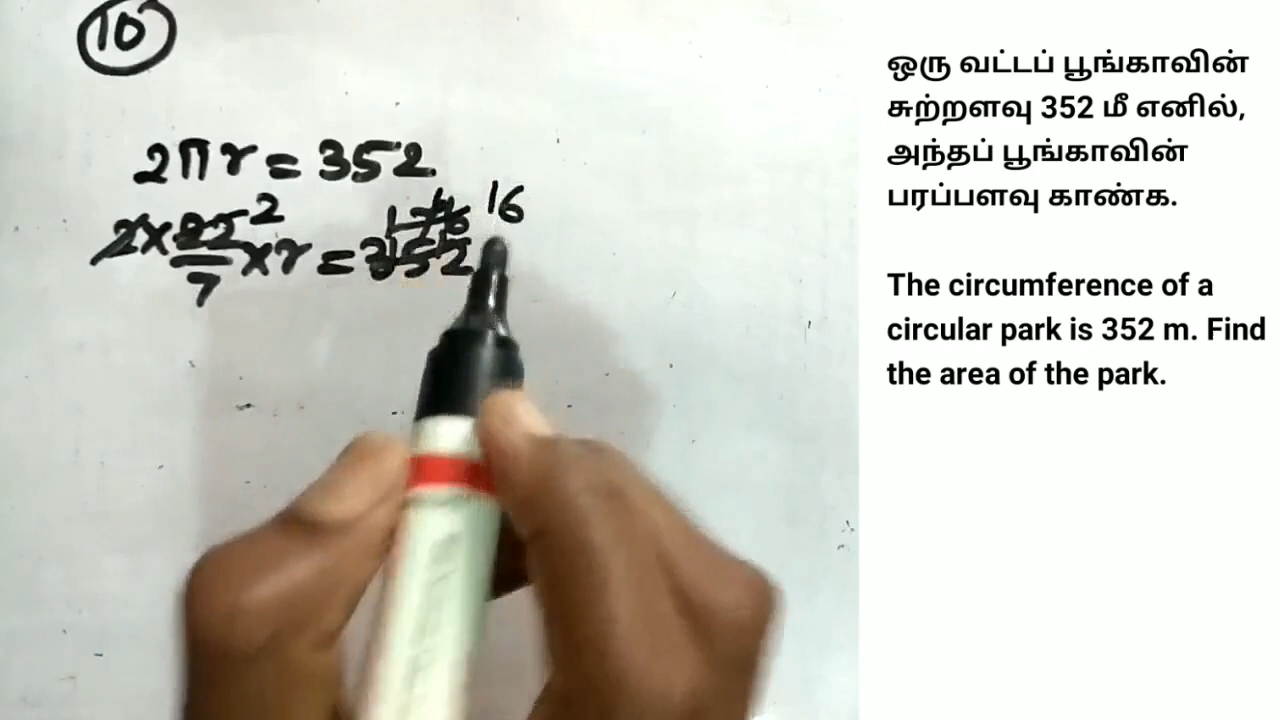 10
2πr = 352
2 × 22/7 × r = 352
2
16
ஒரு வட்டப் பூங்காவின்
சுற்றளவு 352 மீ எனில்,
அந்தப் பூங்காவின்
பரப்பளவு காண்க.
The circumference of a
circular park is 352 m. Find
the area of the park.